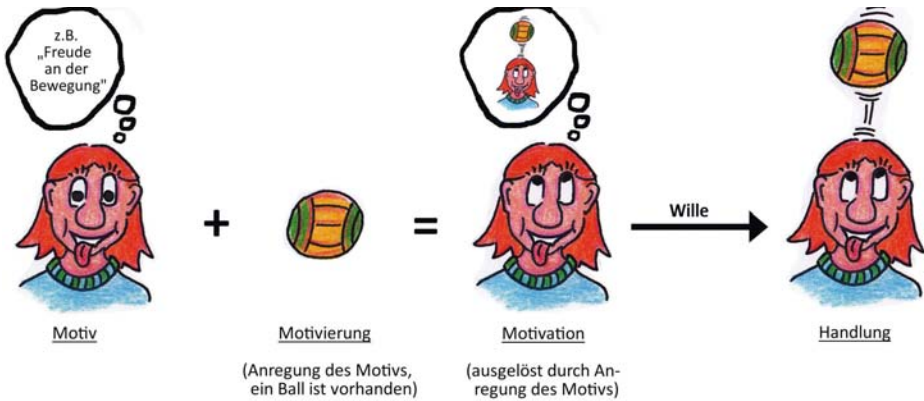 z.B.
„Freude
an der
Bewegung”
+
=
Wille
Motiv
Motivierung
Motivation
Handlung
(Anregung des Motivs,
ein Ball ist vorhanden)
(ausgelöst durch An-
regung des Motivs)